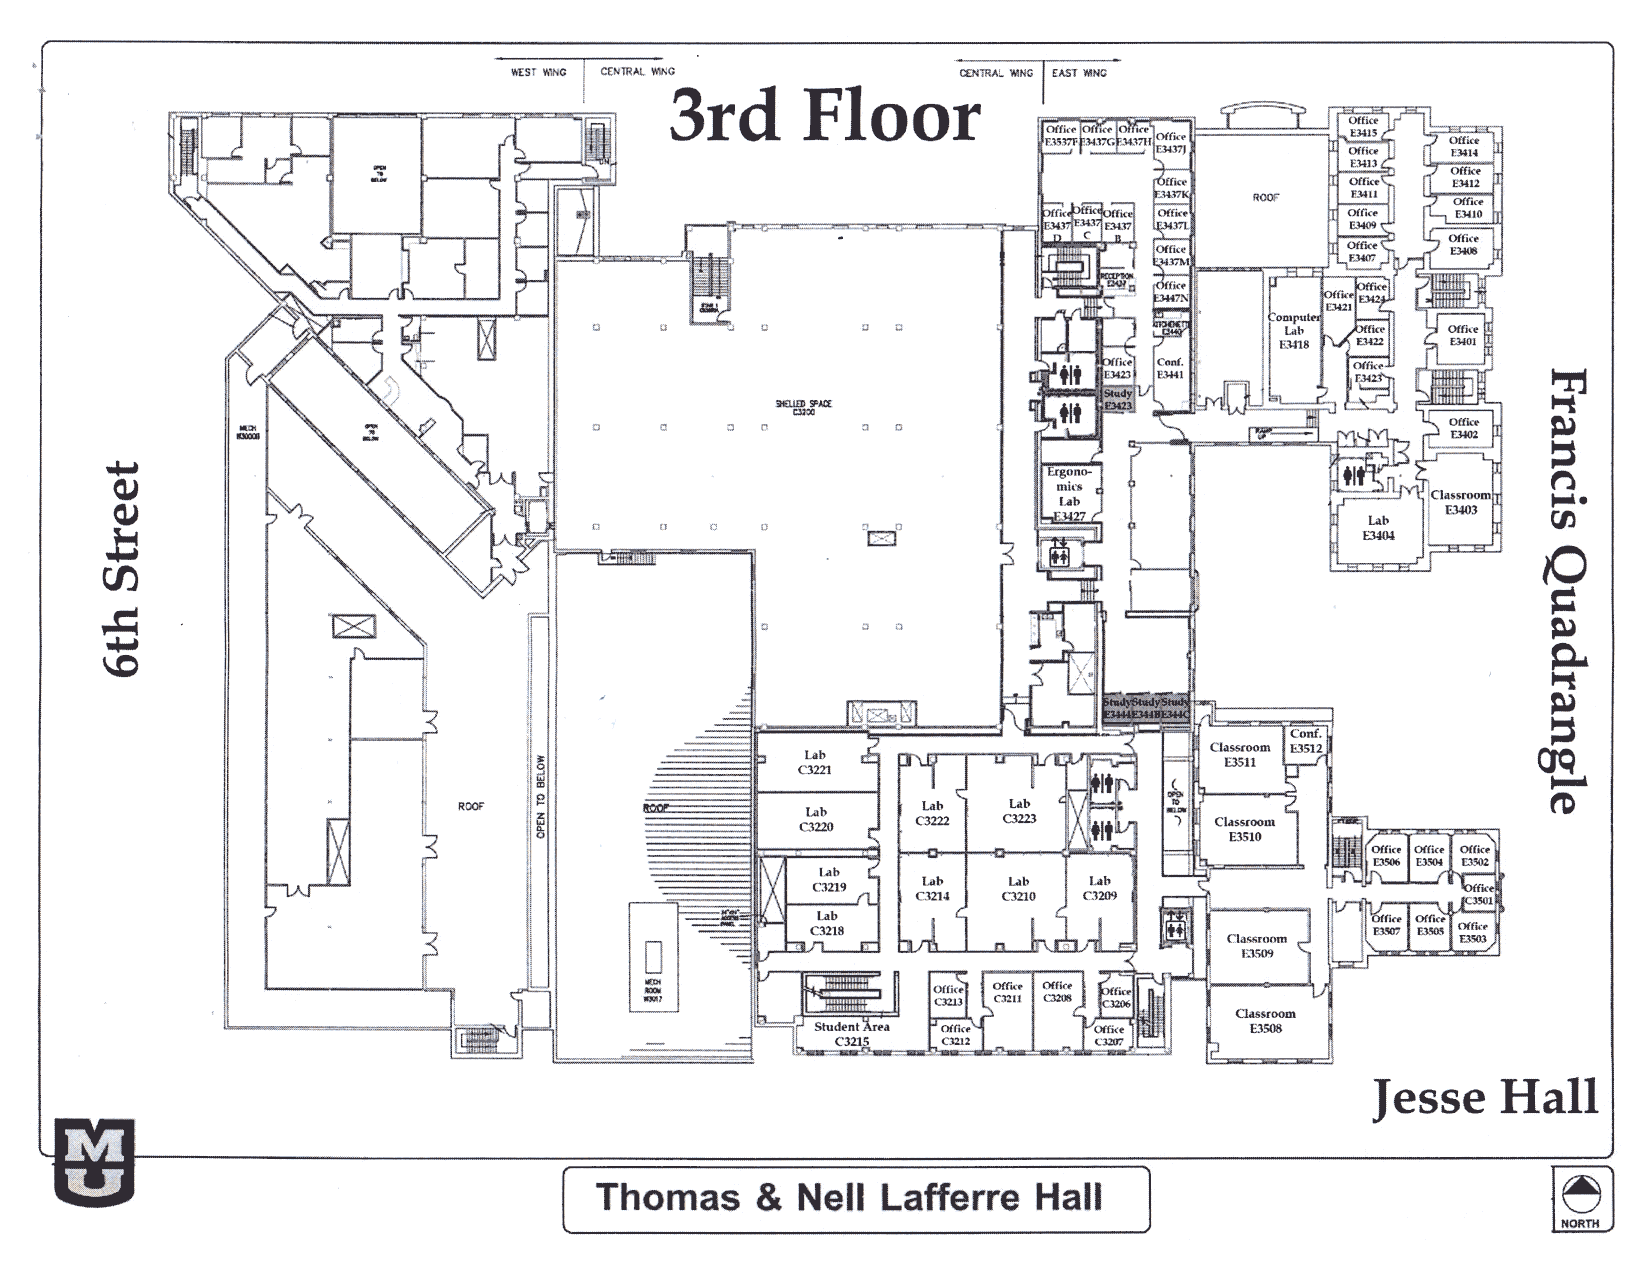 WEST WING
CENTRAL WING
CENTRAL WING
EAST WING
3rd Floor
OPEN
TO
BELOW
DN
Office
E3537F
Office
E3437G
Office
E3437H
Office
E3437J
Office
E3437K
Office
E3437
D
Office
E3437
C
Office
E3437
B
Office
E3437L
Office
E3437M
RECEPTION
E3437
Office
E3447N
KITCHENETTE
E3440
Office
E3423
Conf.
E3441
Study
E3423
ROOF
Office
E3415
Office
E3413
Office
E3411
Office
E3409
Office
E3407
Office
E3414
Office
E3412
Office
E3410
Office
E3408
Computer
Lab
E3418
Office
E3421
Office
E3424
Office
E3422
Office
E3423
Office
E3401
Office
E3402
RAMP
UP
Classroom
E3403
Lab
E3404
Ergono-
mics
Lab
E3427
SHELLED SPACE
C3200
MECH
W3000B
OPEN
TO
BELOW
6th Street
Francis Quadrangle
Study
E3444
Study
E344B
Study
E344C
ROOF
OPEN TO BELOW
ROOF
MECH
ROOM
W3017
Lab
C3221
Lab
C3220
Lab
C3219
Lab
C3218
Lab
C3222
Lab
C3223
Lab
C3214
Lab
C3210
Lab
C3209
OPEN
TO
BELOW
Classroom
E3511
Conf.
E3512
Classroom
E3510
Classroom
E3509
Classroom
E3508
Office
E3506
Office
E3504
Office
E3502
Office
C3501
Office
E3507
Office
E3505
Office
E3503
Student Area
C3215
Office
C3213
Office
C3212
Office
C3211
Office
C3208
Office
C3206
Office
C3207
Jesse Hall
MU
Thomas & Nell Lafferre Hall
NORTH